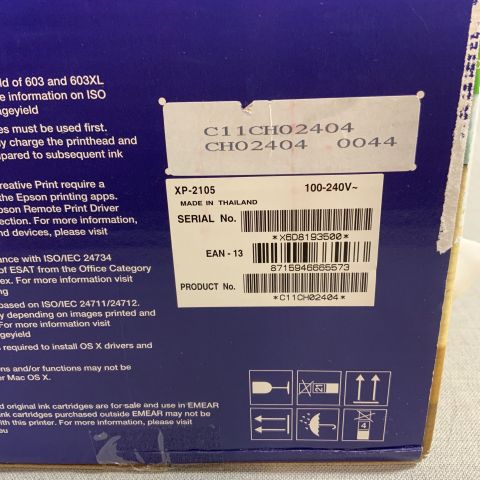 ld of 603 and 603XL
e information on ISO
ageyield
es must be used first.
y charge the printhead and
npared to subsequent ink
C11CH02404
CH02404 0044
reative Print require a
the Epson printing apps.
pson Remote Print Driver
ection. For more information,
nd devices, please visit
XP-2105 100-240V~
MADE IN THAILAND
SERIAL No.
*X6D8193500*
EAN - 13
8715946665573
PRODUCT No.
*C11CH02404*
ance with ISO/IEC 24734
of ESAT from the Office Category
ex. For more information visit
ng
based on ISO/IEC 24711/24712.
y depending on images printed and
For more information visit
ageyield
s required to install OS X drivers and
ns and/or functions may not be
er Mac OS X.
d original ink cartridges are for sale and use in EMEAR
nk cartridges purchased outside EMEAR may not be
with this printer. For more information visit
eu
21
4